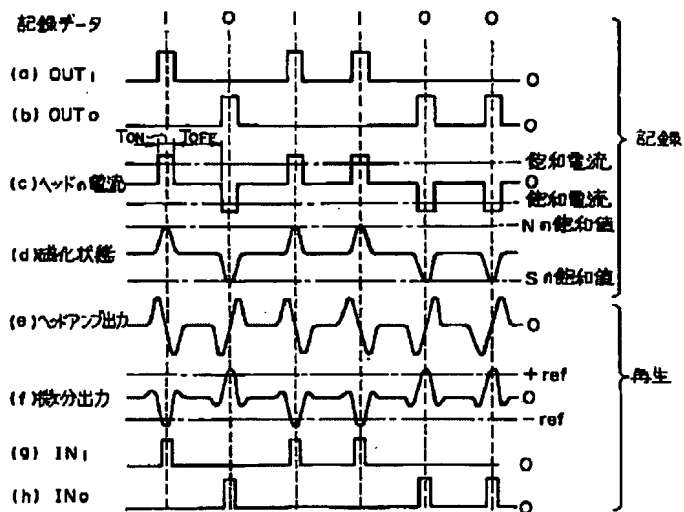 記録データ 1 0 1 1 0 0
(a) OUT1 0
(b) OUT0 0
TON TOFF
飽和電流
(c)ヘッドの電流 0
飽和電流
Nの飽和値
(d)磁化状態
Sの飽和値
記録
(e)ヘッドアンプ出力 0
+ref
(f)微分出力 0
-ref
再生
(g) IN1 0
(h) IN0 0